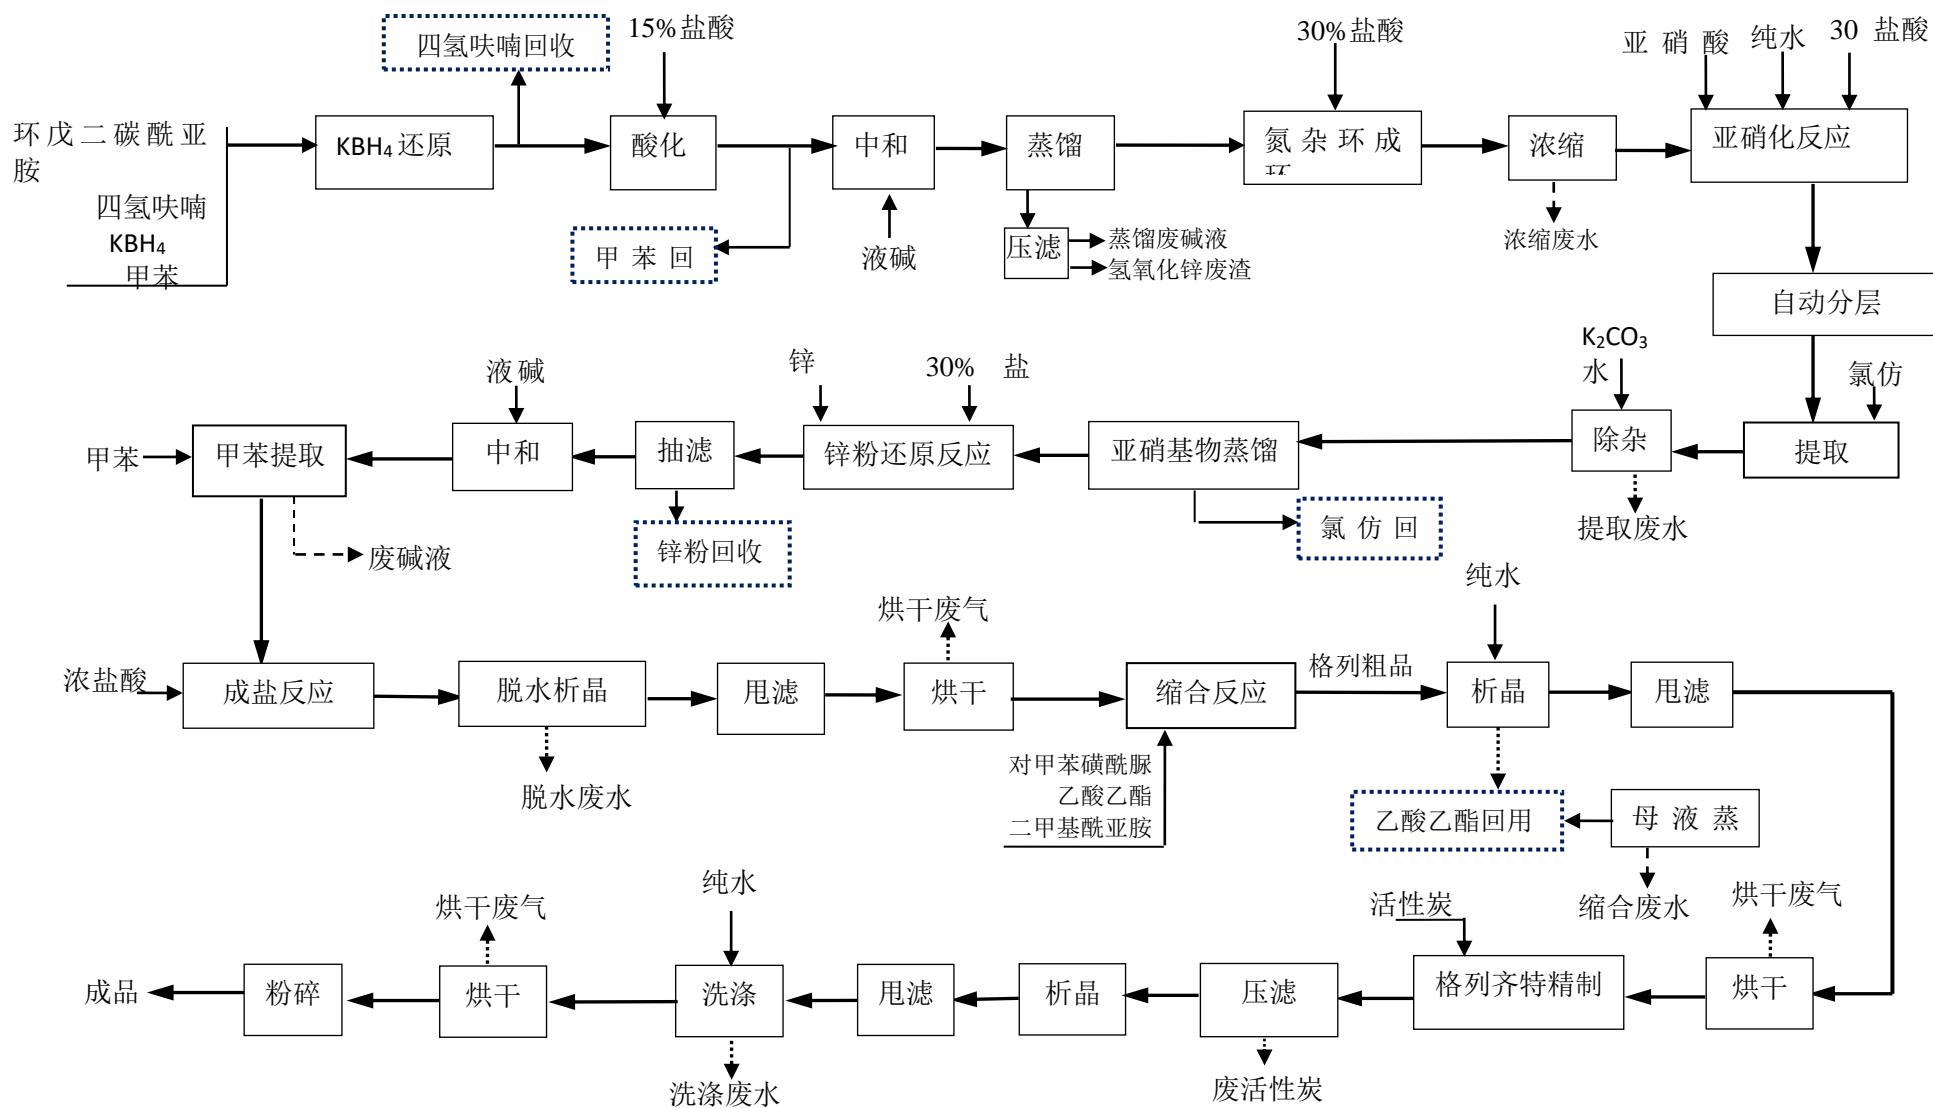 四氢呋喃回收
15%盐酸
30%盐酸
亚 硝 酸
纯水
30 盐酸
环戊二碳酰亚
胺
KBH₄还原
酸化
中和
蒸馏
氮杂环成
环
浓缩
亚硝化反应
四氢呋喃
KBH₄
甲苯
甲 苯 回
液碱
压滤
蒸馏废碱液
氢氧化锌废渣
浓缩废水
自动分层
K₂CO₃
水
氯仿
锌
30% 盐
液碱
甲苯
甲苯提取
中和
抽滤
锌粉还原反应
亚硝基物蒸馏
除杂
提取
废碱液
锌粉回收
氯 仿 回
提取废水
纯水
烘干废气
浓盐酸
成盐反应
脱水析晶
甩滤
烘干
缩合反应
格列粗品
析晶
甩滤
脱水废水
对甲苯磺酰脲
乙酸乙酯
二甲基酰亚胺
乙酸乙酯回用
母 液 蒸
缩合废水
纯水
烘干废气
活性炭
烘干废气
成品
粉碎
烘干
洗涤
甩滤
析晶
压滤
格列齐特精制
烘干
洗涤废水
废活性炭